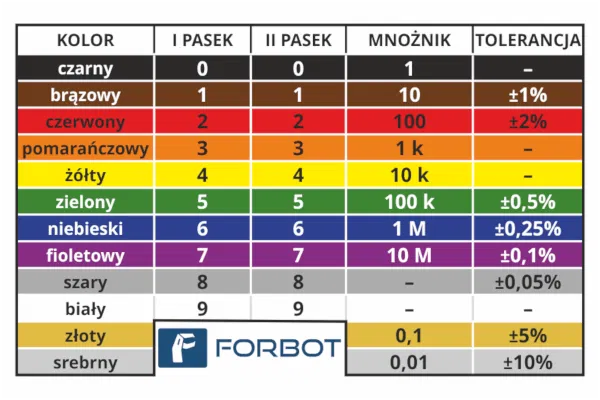 KOLOR I PASEK II PASEK MNOŻNIK TOLERANCJA
czarny 0 0 1 –
brązowy 1 1 10 ±1%
czerwony 2 2 100 ±2%
pomarańczowy 3 3 1 k –
żółty 4 4 10 k –
zielony 5 5 100 k ±0,5%
niebieski 6 6 1 M ±0,25%
fioletowy 7 7 10 M ±0,1%
szary 8 8 – ±0,05%
biały 9 9 – –
złoty 0,1 ±5%
FORBOT
srebrny 0,01 ±10%